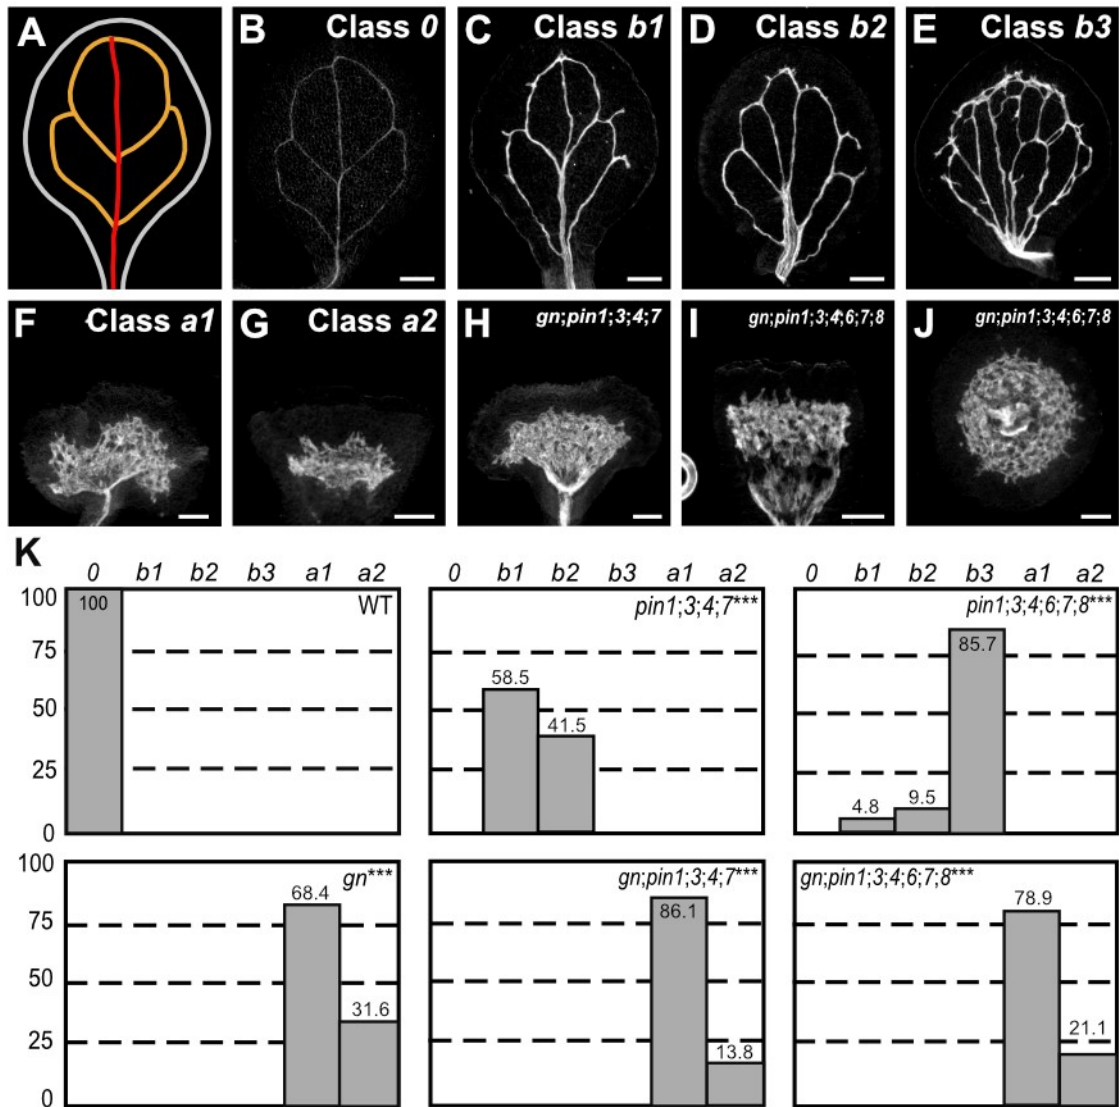 A
B Class 0
C Class b1
D Class b2
E Class b3
F Class a1
G Class a2
H gn;pin1;3;4;7
I gn;pin1;3;4;6;7;8
J gn;pin1;3;4;6;7;8
K
0 b1 b2 b3 a1 a2
0 b1 b2 b3 a1 a2
0 b1 b2 b3 a1 a2
100
75
50
25
0
WT
100
pin1;3;4;7***
58.5
41.5
pin1;3;4;6;7;8***
85.7
4.8
9.5
100
75
50
25
0
gn***
68.4
31.6
gn;pin1;3;4;7***
86.1
13.8
gn;pin1;3;4;6;7;8***
78.9
21.1